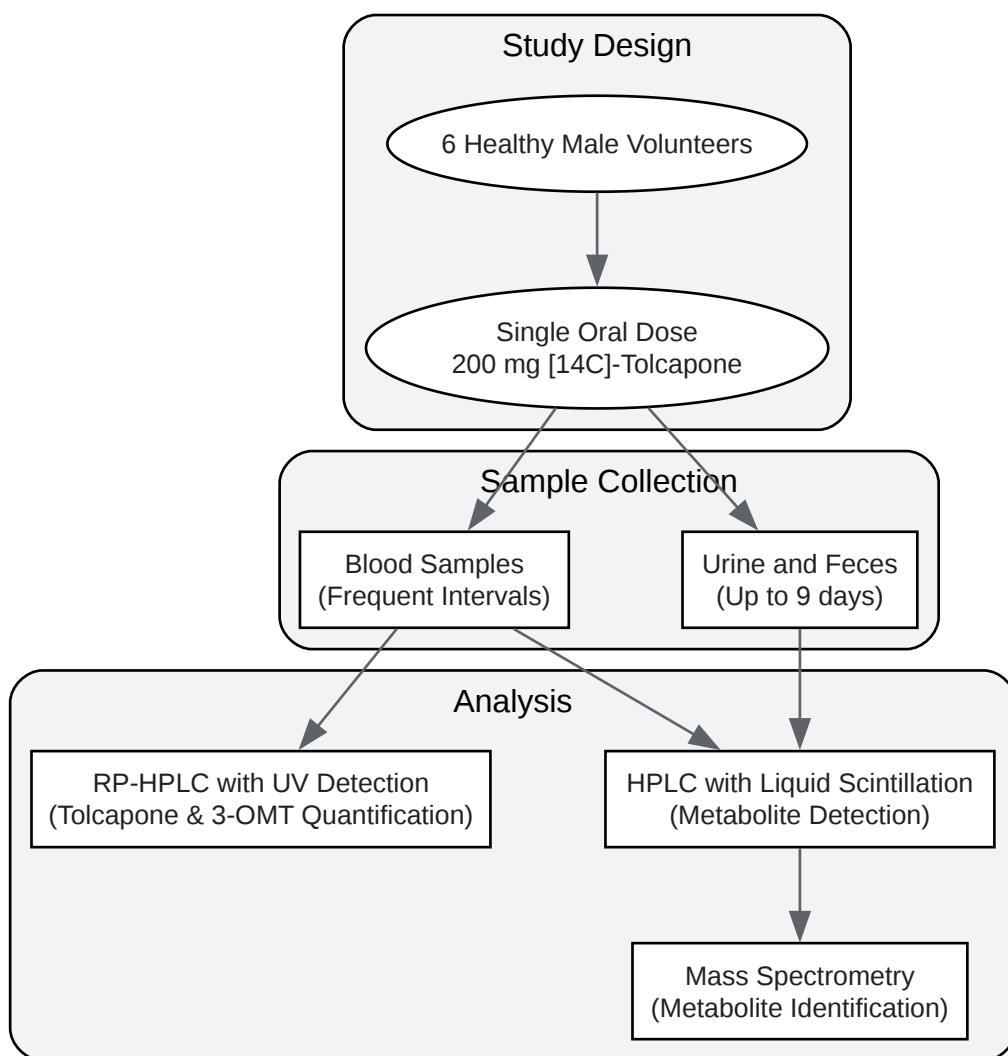 Study Design
6 Healthy Male Volunteers
Single Oral Dose
200 mg [14C]-Tolcapone
Sample Collection
Blood Samples
(Frequent Intervals)
Urine and Feces
(Up to 9 days)
Analysis
RP-HPLC with UV Detection
(Tolcapone & 3-OMT Quantification)
HPLC with Liquid Scintillation
(Metabolite Detection)
Mass Spectrometry
(Metabolite Identification)